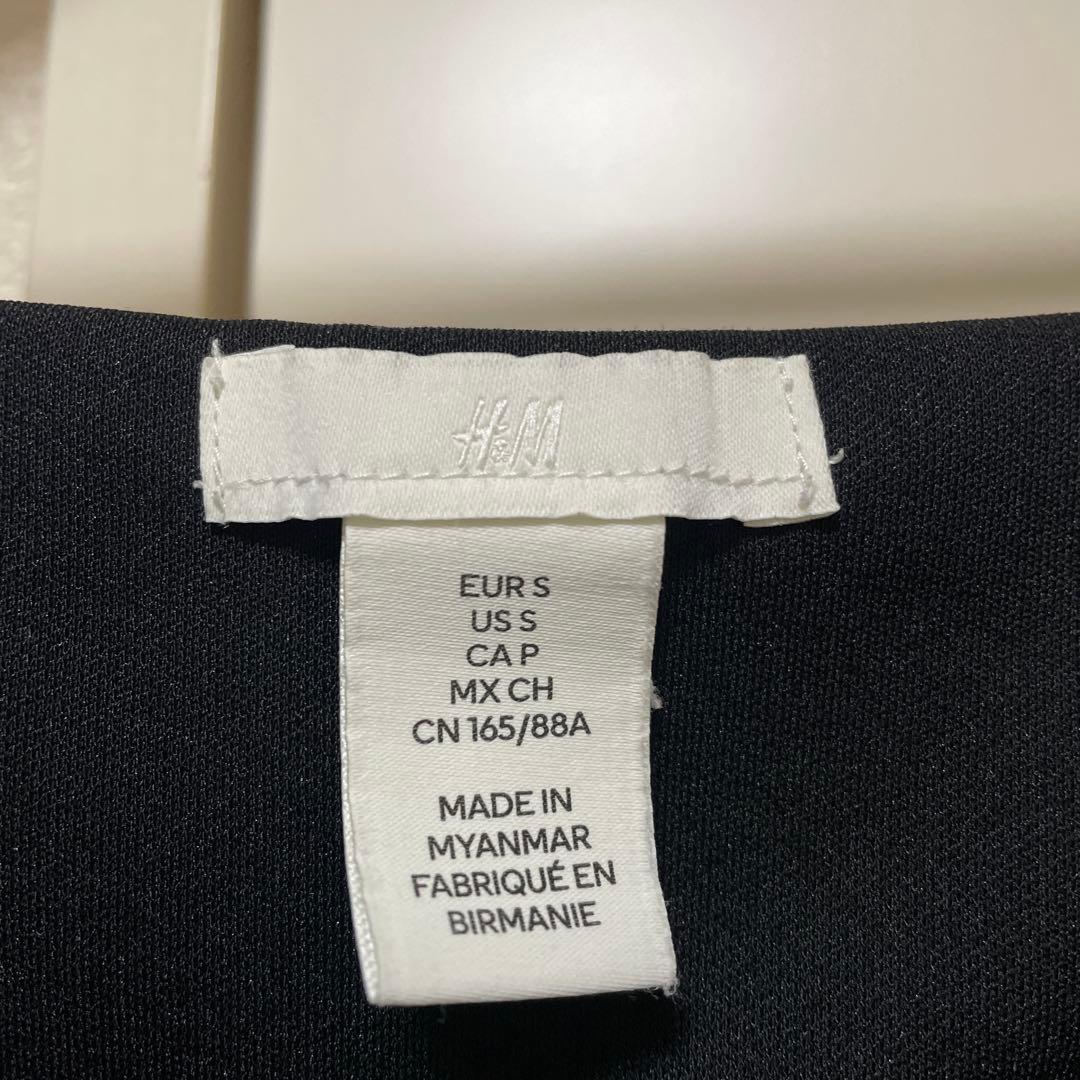 H&M
EUR S
US S
CA P
MX CH
CN 165/88A
MADE IN
MYANMAR
FABRIQUÉ EN
BIRMANIE